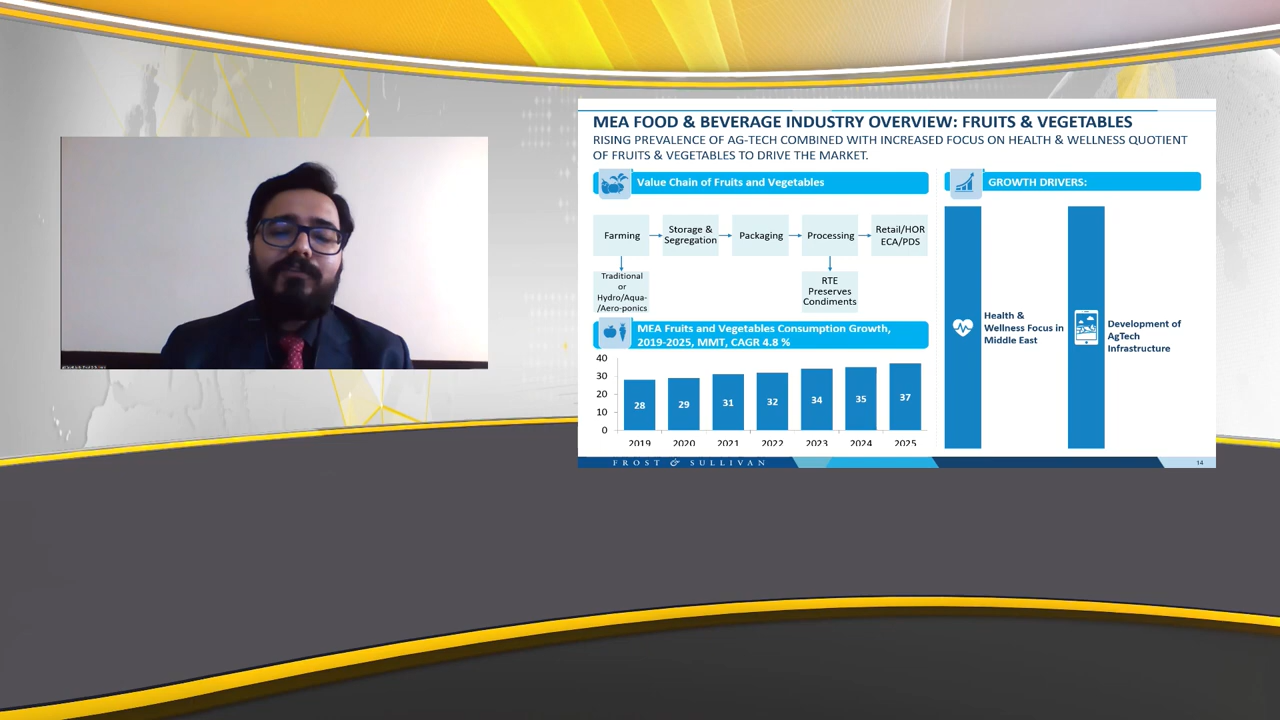 MEA FOOD & BEVERAGE INDUSTRY OVERVIEW: FRUITS & VEGETABLES
RISING PREVALENCE OF AG-TECH COMBINED WITH INCREASED FOCUS ON HEALTH & WELLNESS QUOTIENT
OF FRUITS & VEGETABLES TO DRIVE THE MARKET.
Value Chain of Fruits and Vegetables
Farming
Storage &
Segregation
Packaging
Processing
Retail/HOR
ECA/PDS
Traditional
or
Hydro/Aqua-
/Aero-ponics
RTE
Preserves
Condiments
MEA Fruits and Vegetables Consumption Growth,
2019-2025, MMT, CAGR 4.8 %
40
30
20
10
0
28
29
31
32
34
35
37
2019
2020
2021
2022
2023
2024
2025
GROWTH DRIVERS:
Health &
Wellness Focus in
Middle East
Development of
AgTech
Infrastructure
FROST & SULLIVAN
14